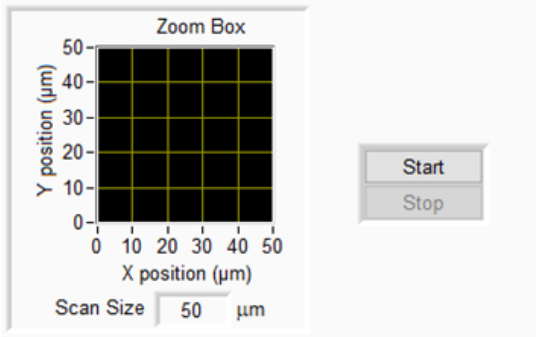 Zoom Box
50
40
30
20
10
0
Y position (µm)
0 10 20 30 40 50
X position (µm)
Scan Size 50 µm
Start
Stop